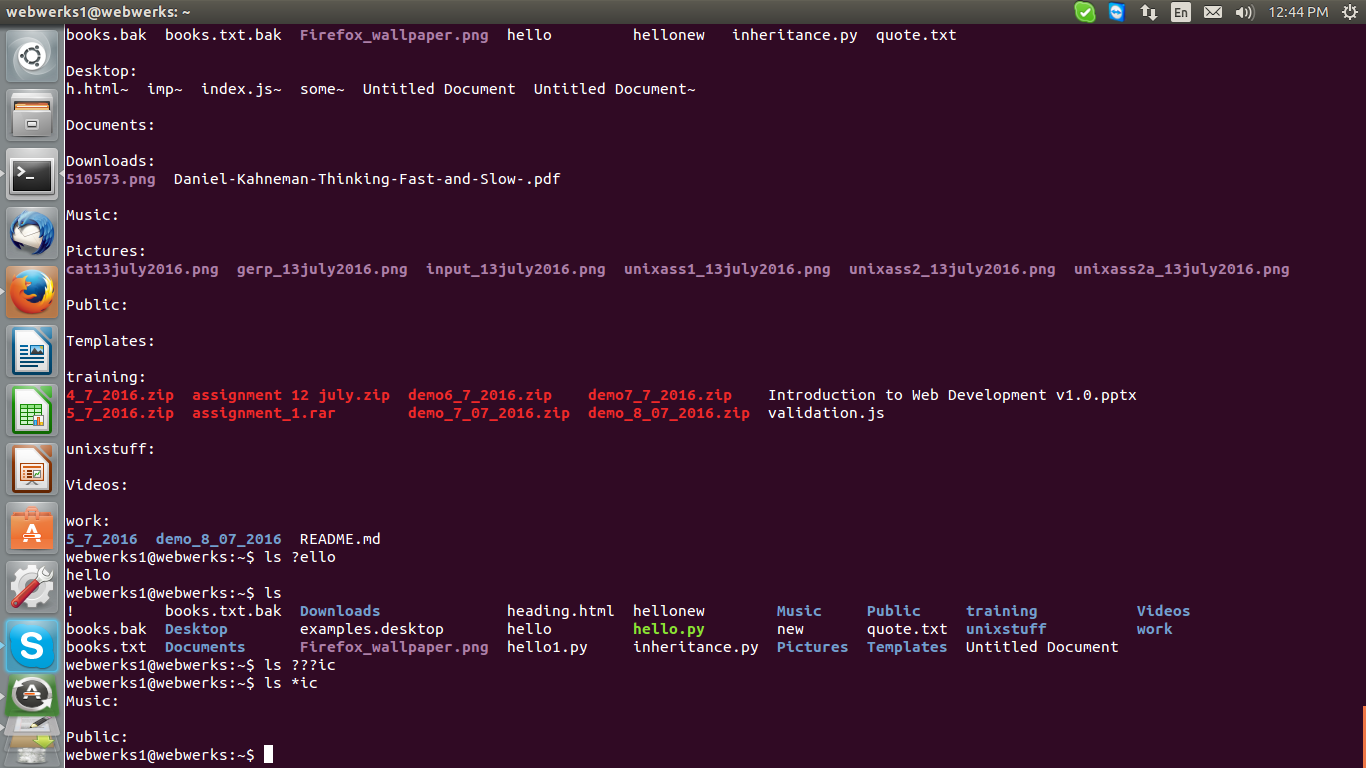 webwerks1@webwerks: ~ En 12:44 PM
books.bak books.txt.bak Firefox_wallpaper.png hello hellonew inheritance.py quote.txt
Desktop:
h.html~ imp~ index.js~ some~ Untitled Document Untitled Document~
Documents:
Downloads:
510573.png Daniel-Kahneman-Thinking-Fast-and-Slow-.pdf
Music:
Pictures:
cat13july2016.png gerp_13july2016.png input_13july2016.png unixass1_13july2016.png unixass2_13july2016.png unixass2a_13july2016.png
Public:
Templates:
training:
4_7_2016.zip assignment 12 july.zip demo6_7_2016.zip demo7_7_2016.zip Introduction to Web Development v1.0.pptx
5_7_2016.zip assignment_1.rar demo_7_07_2016.zip demo_8_07_2016.zip validation.js
unixstuff:
Videos:
work:
5_7_2016 demo_8_07_2016 README.md
webwerks1@webwerks:~$ ls ?ello
hello
webwerks1@webwerks:~$ ls
! books.txt.bak Downloads heading.html hellonew Music Public training Videos
books.bak Desktop examples.desktop hello hello.py new quote.txt unixstuff work
books.txt Documents Firefox_wallpaper.png hello1.py inheritance.py Pictures Templates Untitled Document
webwerks1@webwerks:~$ ls ???ic
webwerks1@webwerks:~$ ls *ic
Music:
Public:
webwerks1@webwerks:~$